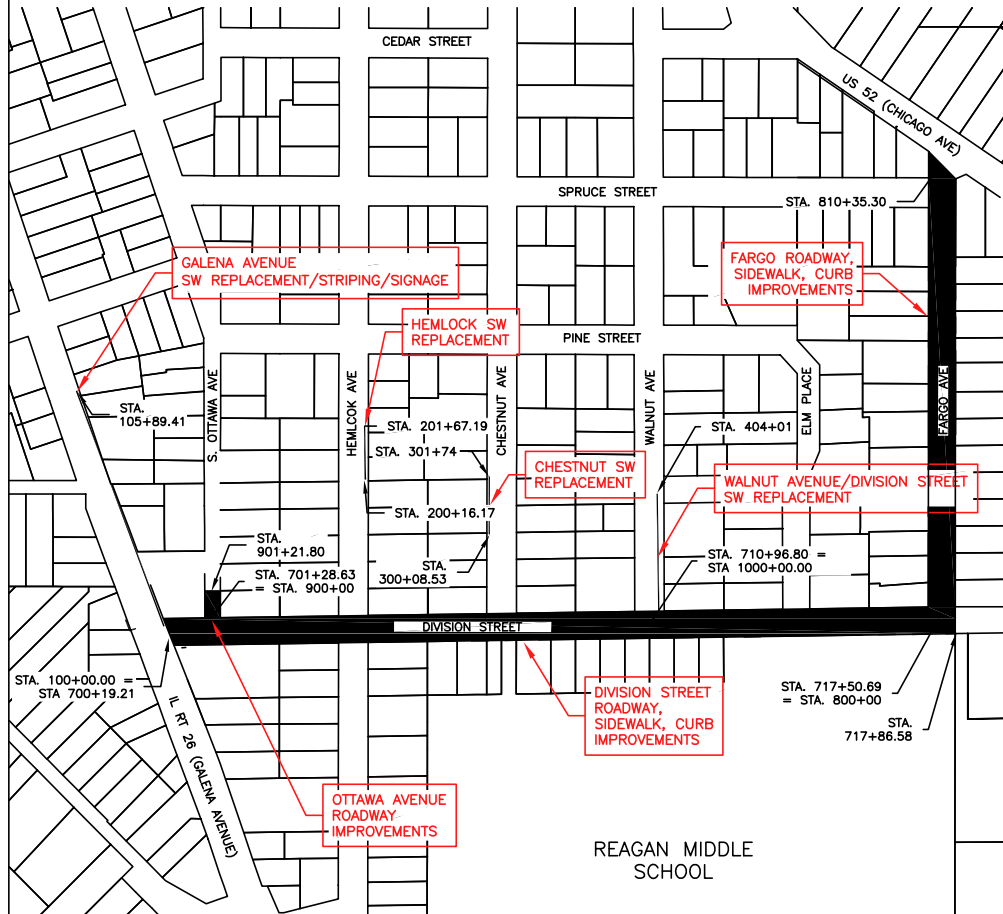 CEDAR STREET
US 52 (CHICAGO AVE)
SPRUCE STREET
STA. 810+35.30
GALENA AVENUE
SW REPLACEMENT/STRIPING/SIGNAGE
FARGO ROADWAY,
SIDEWALK, CURB
IMPROVEMENTS
HEMLOCK SW
REPLACEMENT
PINE STREET
STA.
105+89.41
S. OTTAWA AVE
HEMLCOK AVE
CHESTNUT AVE
WALNUT AVE
ELM PLACE
FARGO AVE
STA. 201+67.19
STA. 301+74
STA. 404+01
CHESTNUT SW
REPLACEMENT
WALNUT AVENUE/DIVISION STREET
SW REPLACEMENT
STA. 200+16.17
STA.
901+21.80
STA.
300+08.53
STA. 710+96.80 =
STA 1000+00.00
STA. 701+28.63
= STA. 900+00
DIVISION STREET
STA. 100+00.00 =
STA 700+19.21
IL RT 26 (GALENA AVENUE)
DIVISION STREET
ROADWAY,
SIDEWALK, CURB
IMPROVEMENTS
STA. 717+50.69
= STA. 800+00
STA.
717+86.58
OTTAWA AVENUE
ROADWAY
IMPROVEMENTS
REAGAN MIDDLE
SCHOOL